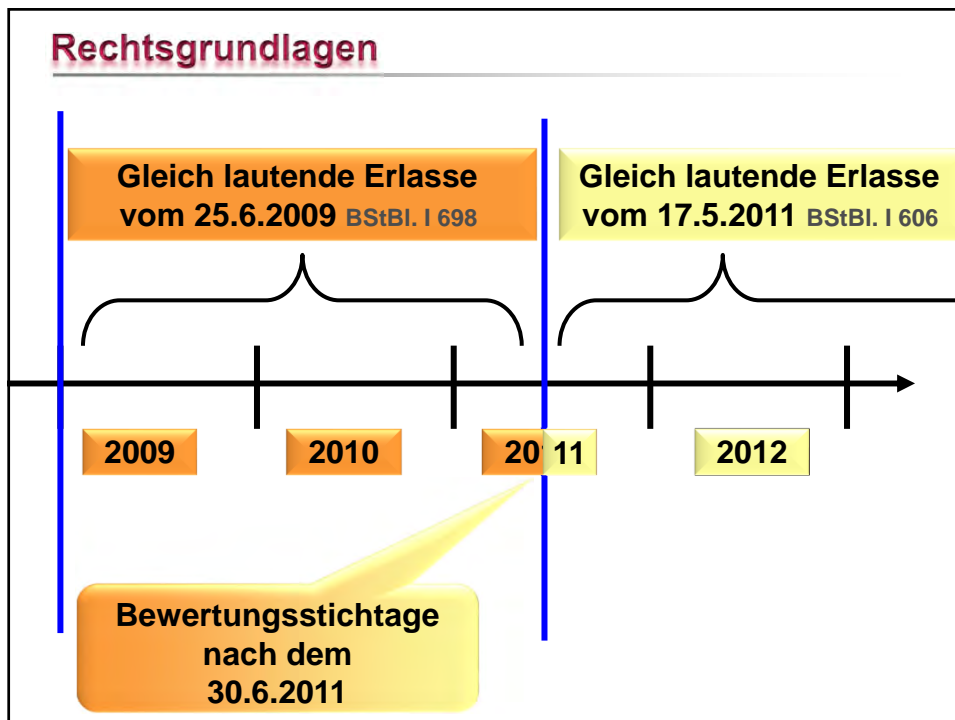 Rechtsgrundlagen
Gleich lautende Erlasse
vom 25.6.2009 BStBl. I 698
Gleich lautende Erlasse
vom 17.5.2011 BStBl. I 606
2009
2010
2011
2012
Bewertungsstichtage
nach dem
30.6.2011